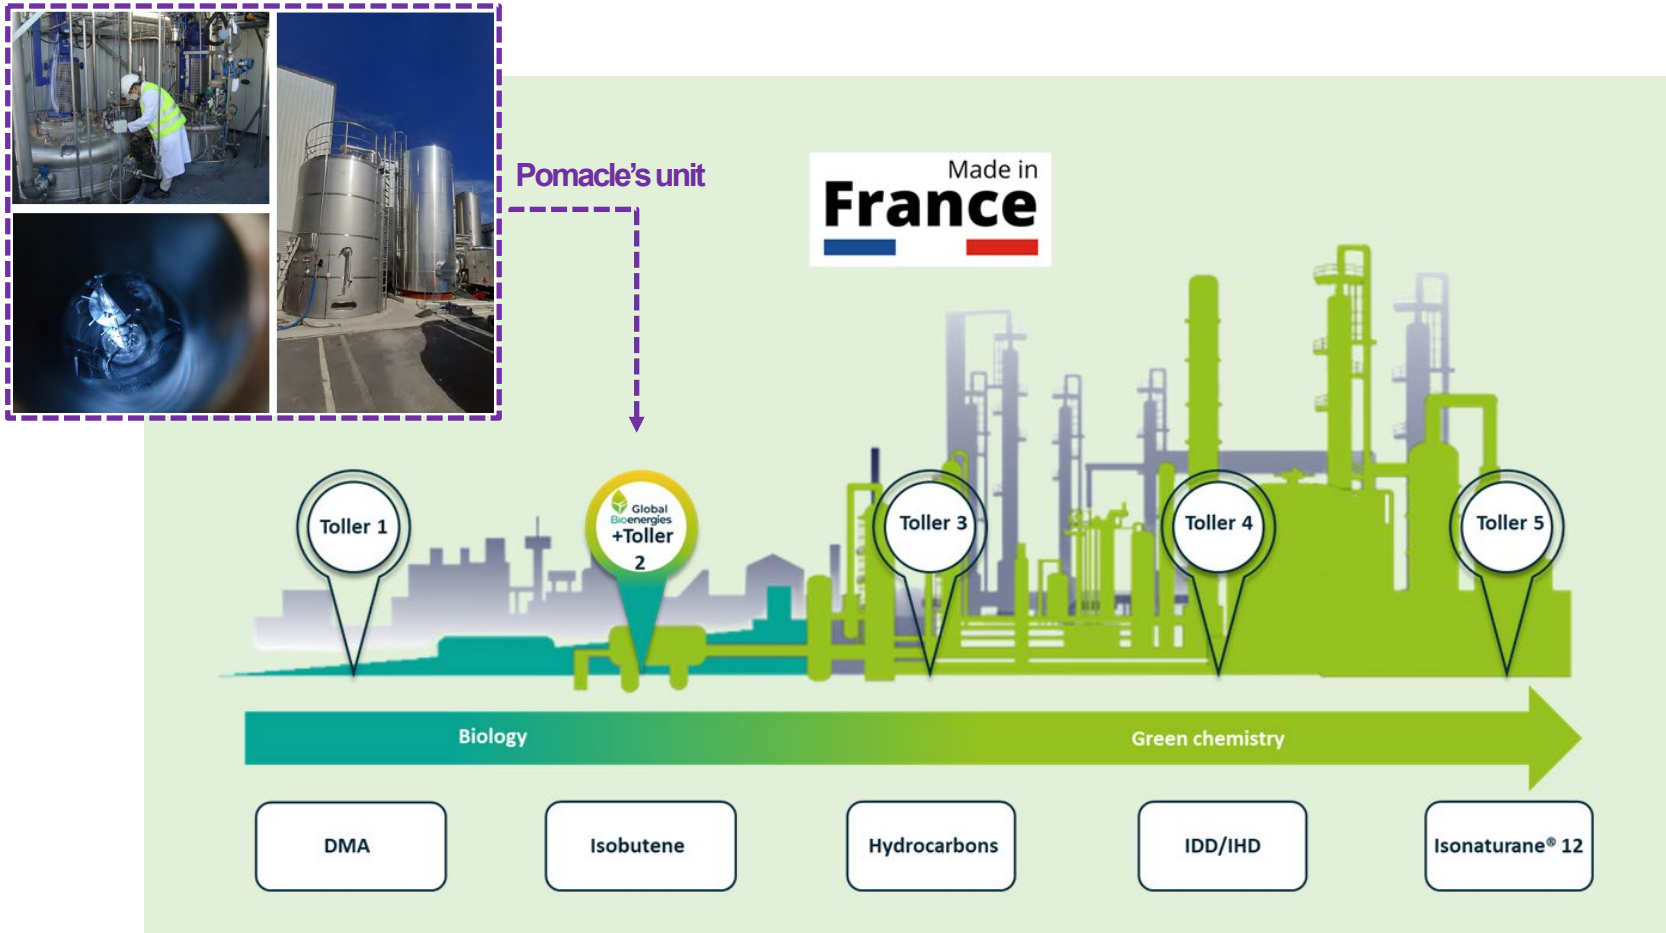 Pomacle's unit
Made in
France
Toller 1
Global
Bioenergies
+Toller
2
Toller 3
Toller 4
Toller 5
Biology
Green chemistry
DMA
Isobutene
Hydrocarbons
IDD/IHD
Isonaturane® 12